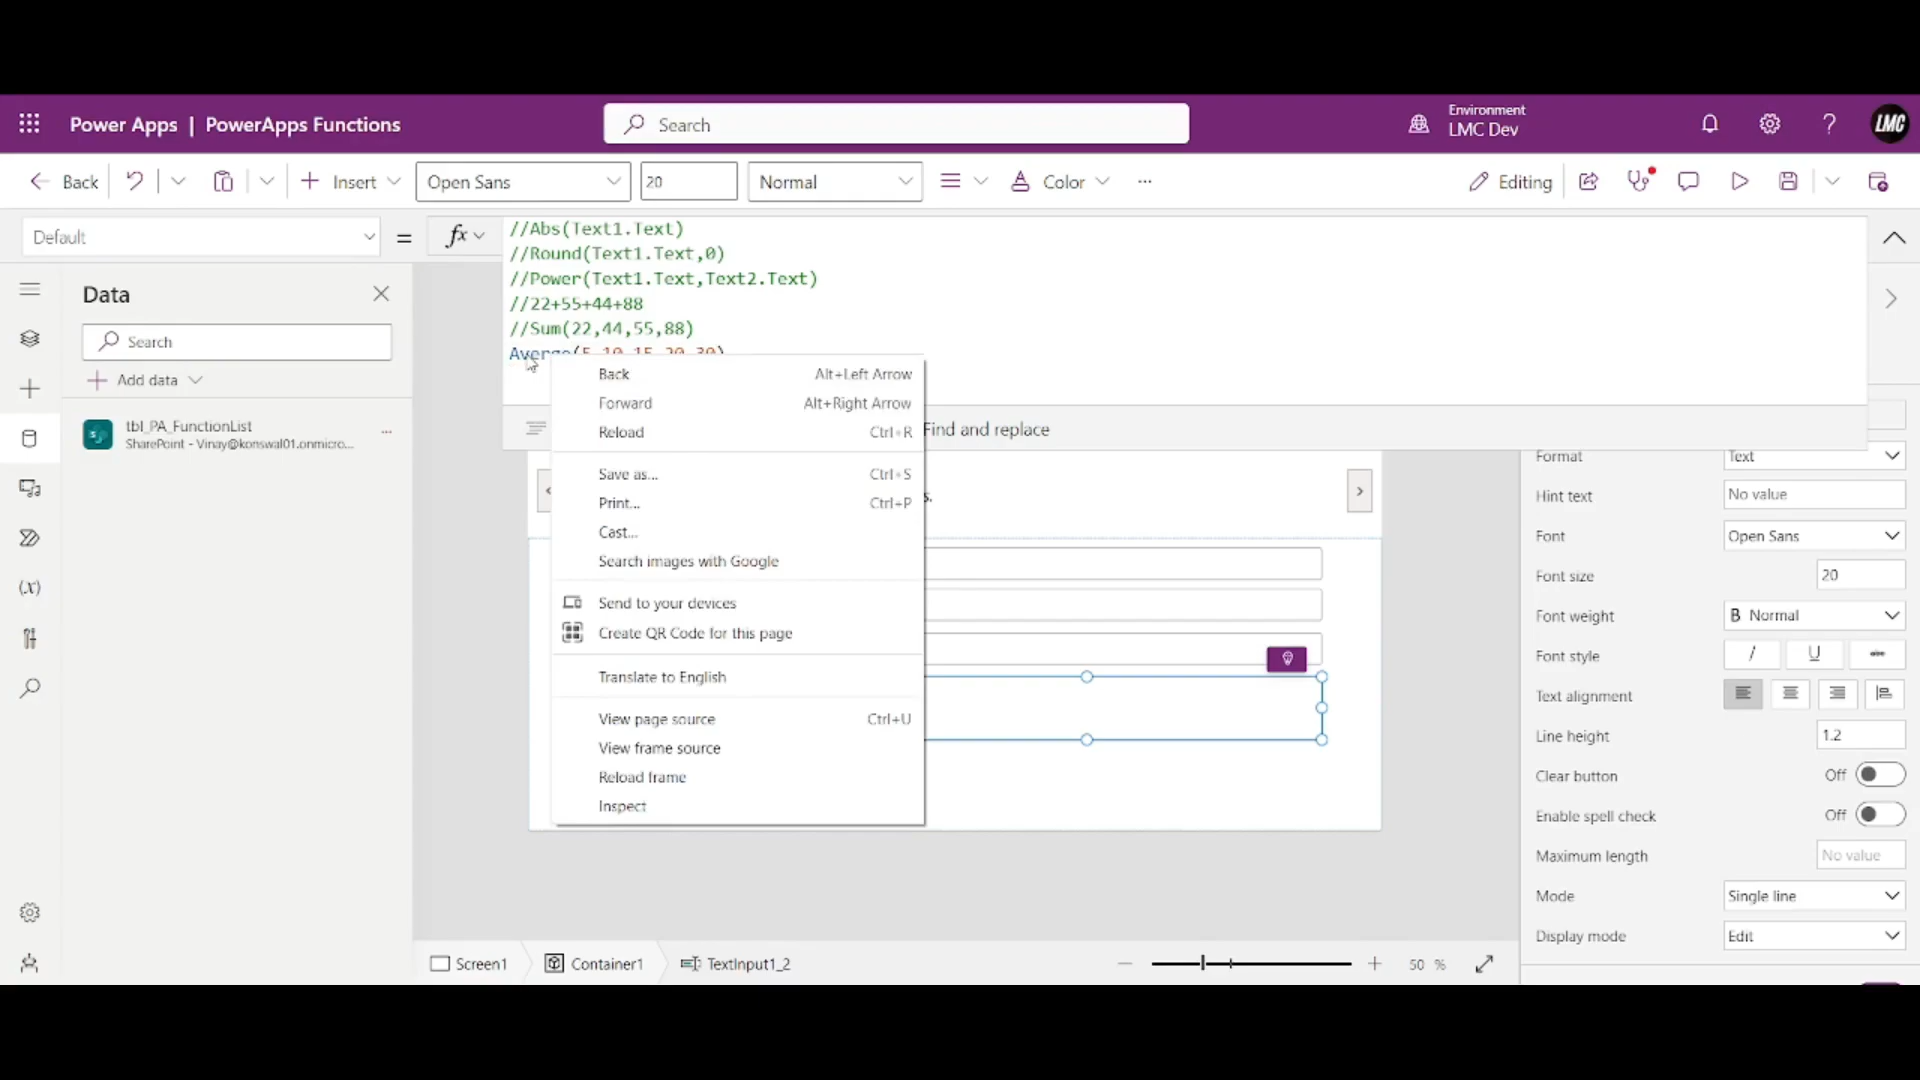 Power Apps | PowerApps Functions
Search
Environment
LMC Dev
LMC
Back
Insert
Open Sans
20
Normal
Color
Editing
Default
=
fx
//Abs(Text1.Text)
//Round(Text1.Text,0)
//Power(Text1.Text,Text2.Text)
//22+55+44+88
//Sum(22,44,55,88)
Data
Search
Add data
tbl_PA_FunctionList
SharePoint - Vinay@konswal01.onmicro...
Back Alt+Left Arrow
Forward Alt+Right Arrow
Reload Ctrl+R
Save as... Ctrl+S
Print... Ctrl+P
Cast...
Search images with Google
Send to your devices
Create QR Code for this page
Translate to English
View page source Ctrl+U
View frame source
Reload frame
Inspect
Find and replace
s.
Format Text
Hint text No value
Font Open Sans
Font size 20
Font weight B Normal
Font style / U abc
Text alignment
Line height 1.2
Clear button Off
Enable spell check Off
Maximum length No value
Mode Single line
Display mode Edit
Screen1
Container1
TextInput1_2
50 %